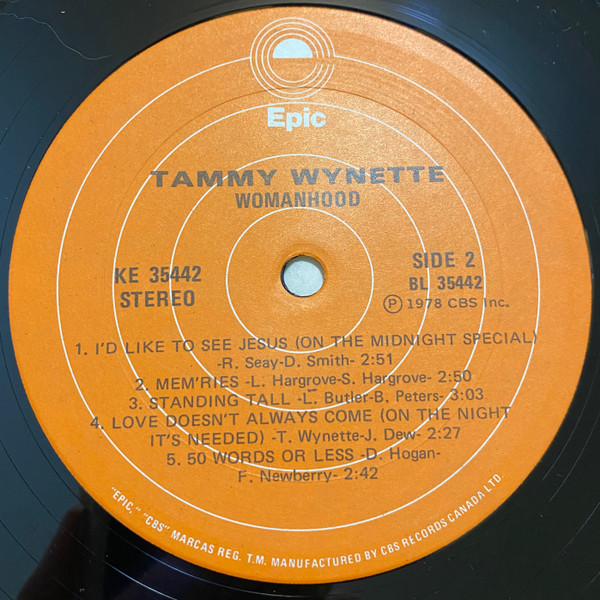 Epic
TAMMY WYNETTE
WOMANHOOD
KE 35442
STEREO
SIDE 2
BL 35442
Ⓟ 1978 CBS Inc.
1. I'D LIKE TO SEE JESUS (ON THE MIDNIGHT SPECIAL)
-R. Seay-D. Smith- 2:51
2. MEM'RIES -L. Hargrove-S. Hargrove- 2:50
3. STANDING TALL -L. Butler-B. Peters- 3:03
4. LOVE DOESN'T ALWAYS COME (ON THE NIGHT
IT'S NEEDED) -T. Wynette-J. Dew- 2:27
5. 50 WORDS OR LESS -D. Hogan-
F. Newberry- 2:42
"EPIC," "CBS" MARCAS REG. T.M. MANUFACTURED BY CBS RECORDS CANADA LTD.